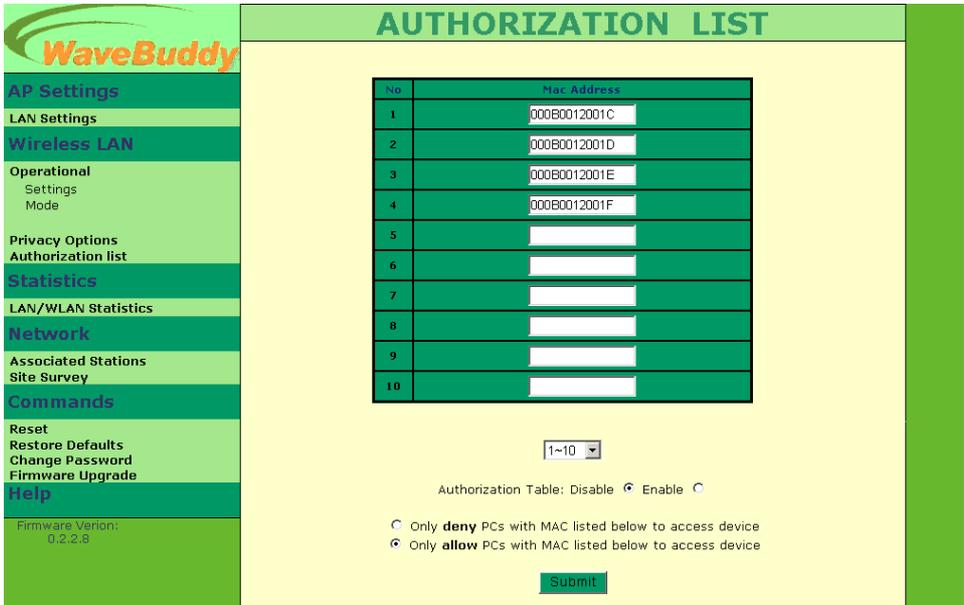 WaveBuddy
AP Settings
LAN Settings
Wireless LAN
Operational
Settings
Mode
Privacy Options
Authorization list
Statistics
LAN/WLAN Statistics
Network
Associated Stations
Site Survey
Commands
Reset
Restore Defaults
Change Password
Firmware Upgrade
Help
Firmware Verion:
0.2.2.8
AUTHORIZATION LIST
No Mac Address
1 000B0012001C
2 000B0012001D
3 000B0012001E
4 000B0012001F
5
6
7
8
9
10
1~10
Authorization Table: Disable Enable
Only deny PCs with MAC listed below to access device
Only allow PCs with MAC listed below to access device
Submit